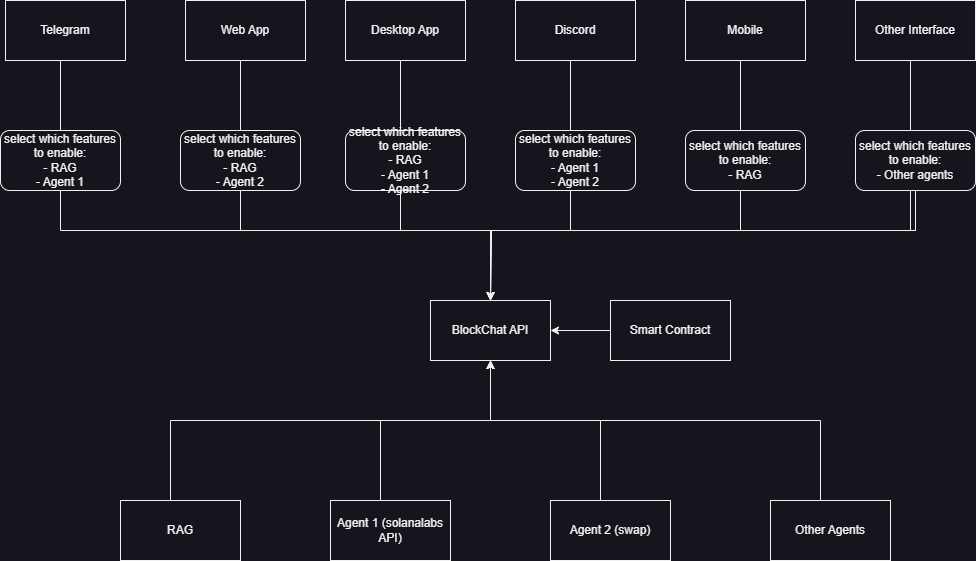 Telegram
Web App
Desktop App
Discord
Mobile
Other Interface
select which features
to enable:
- RAG
- Agent 1
select which features
to enable:
- RAG
- Agent 2
select which features
to enable:
- RAG
- Agent 1
- Agent 2
select which features
to enable:
- Agent 1
- Agent 2
select which features
to enable:
- RAG
select which features
to enable:
- Other agents
BlockChat API
Smart Contract
RAG
Agent 1 (solanalabs
API)
Agent 2 (swap)
Other Agents